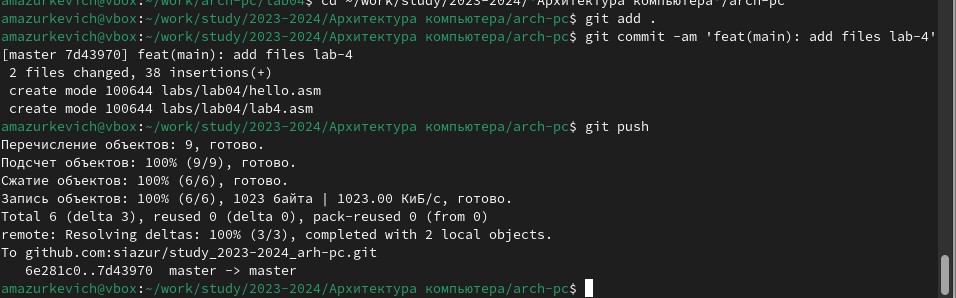 amazurkevich@vbox:~/work/arch-pc/lab04$ cd ~/work/study/2023-2024/"Архитектура компьютера"/arch-pc
amazurkevich@vbox:~/work/study/2023-2024/Архитектура компьютера/arch-pc$ git add .
amazurkevich@vbox:~/work/study/2023-2024/Архитектура компьютера/arch-pc$ git commit -am 'feat(main): add files lab-4'
[master 7d43970] feat(main): add files lab-4
 2 files changed, 38 insertions(+)
 create mode 100644 labs/lab04/hello.asm
 create mode 100644 labs/lab04/lab4.asm
amazurkevich@vbox:~/work/study/2023-2024/Архитектура компьютера/arch-pc$ git push
Перечисление объектов: 9, готово.
Подсчет объектов: 100% (9/9), готово.
Сжатие объектов: 100% (6/6), готово.
Запись объектов: 100% (6/6), 1023 байта | 1023.00 КиБ/с, готово.
Total 6 (delta 3), reused 0 (delta 0), pack-reused 0 (from 0)
remote: Resolving deltas: 100% (3/3), completed with 2 local objects.
To github.com:siazur/study_2023-2024_arh-pc.git
   6e281c0..7d43970  master -> master
amazurkevich@vbox:~/work/study/2023-2024/Архитектура компьютера/arch-pc$